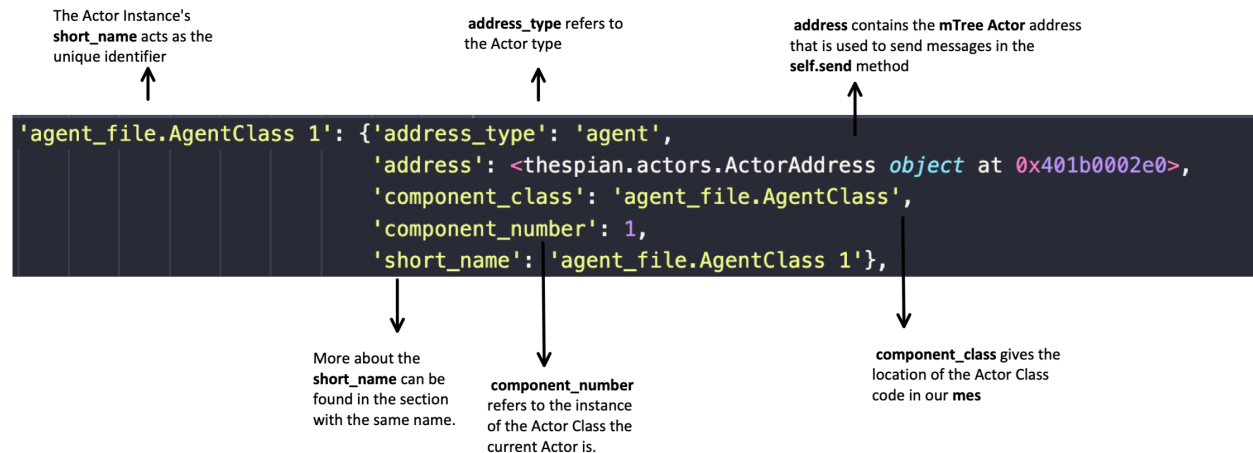 The Actor Instance's
short_name acts as the
unique identifier
address_type refers to
the Actor type
address contains the mTree Actor address
that is used to send messages in the
self.send method
'agent_file.AgentClass 1': {'address_type': 'agent',
'address': <thespian.actors.ActorAddress object at 0x401b0002e0>,
'component_class': 'agent_file.AgentClass',
'component_number': 1,
'short_name': 'agent_file.AgentClass 1'},
More about the
short_name can be
found in the section
with the same name.
component_number
refers to the instance
of the Actor Class the
current Actor is.
component_class gives the
location of the Actor Class
code in our mes